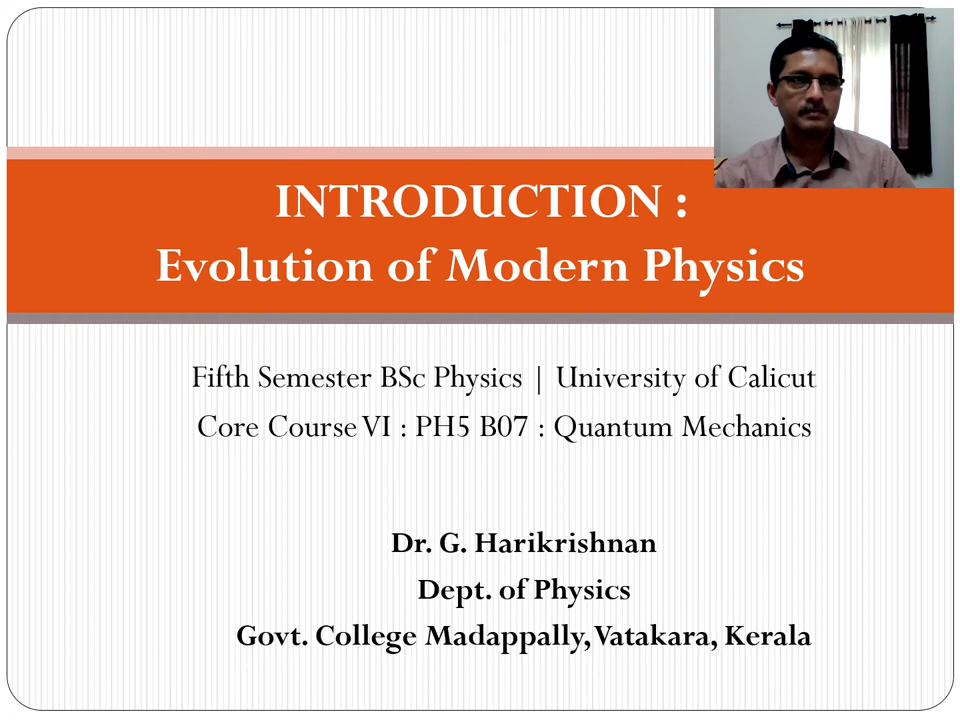 INTRODUCTION :
Evolution of Modern Physics
Fifth Semester BSc Physics | University of Calicut
Core Course VI : PH5 B07 : Quantum Mechanics
Dr. G. Harikrishnan
Dept. of Physics
Govt. College Madappally, Vatakara, Kerala